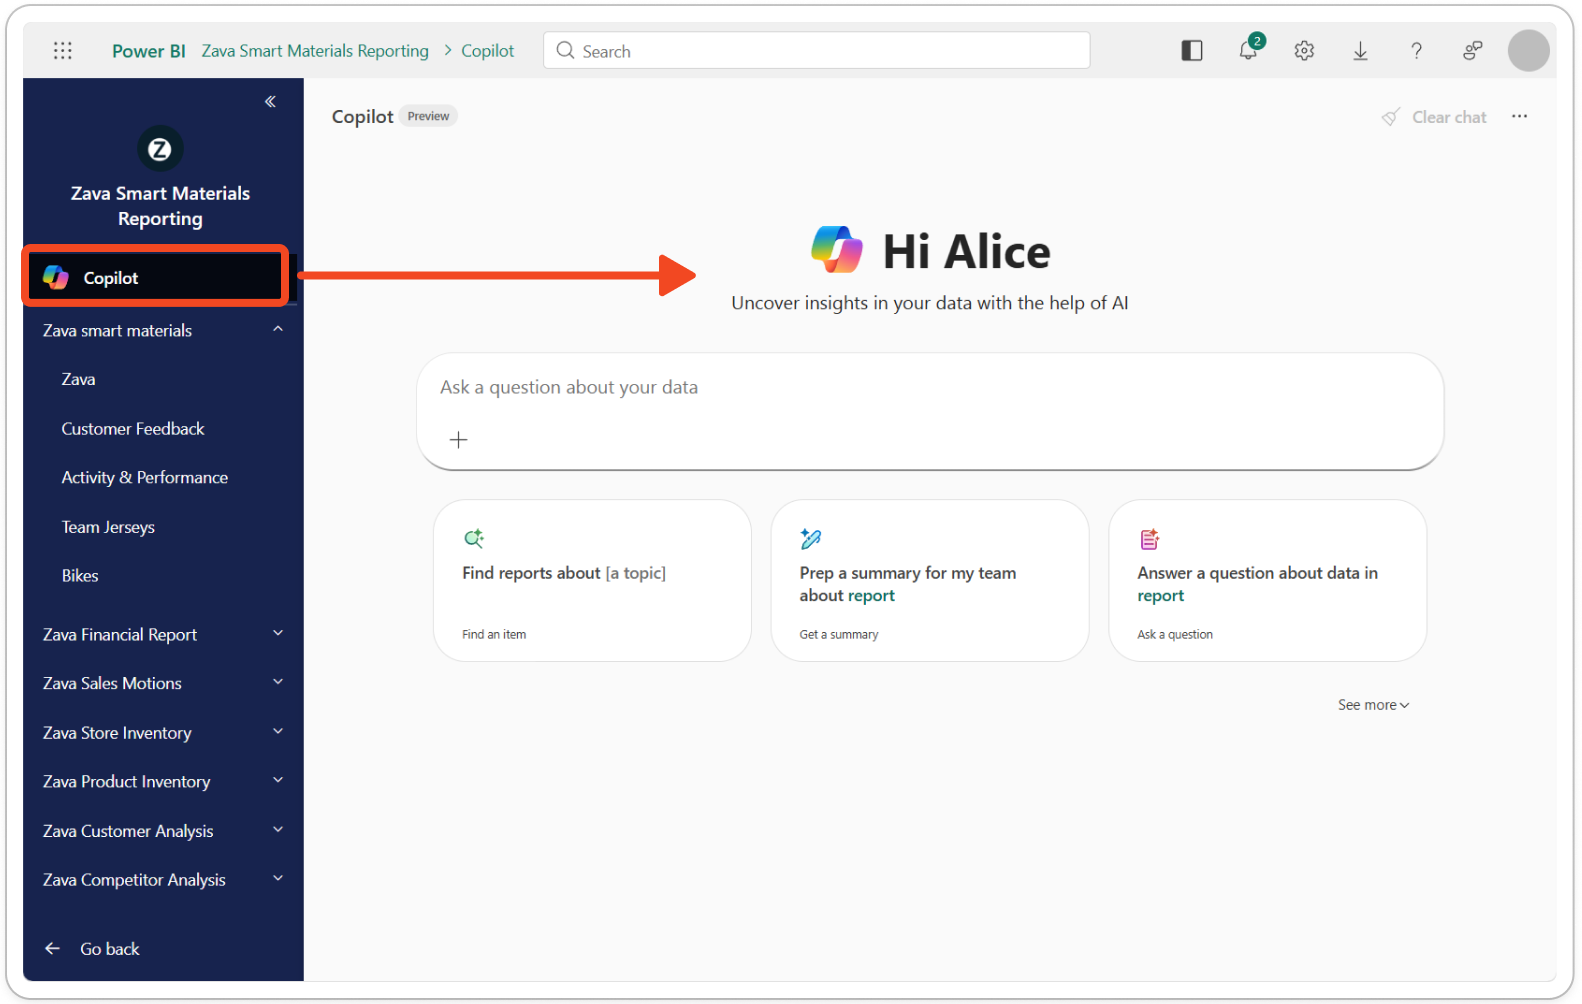 Power BI Zava Smart Materials Reporting > Copilot
Search
2
?
Z
Zava Smart Materials
Reporting
Copilot
Zava smart materials
Zava
Customer Feedback
Activity & Performance
Team Jerseys
Bikes
Zava Financial Report
Zava Sales Motions
Zava Store Inventory
Zava Product Inventory
Zava Customer Analysis
Zava Competitor Analysis
Go back
Copilot Preview
Clear chat
Hi Alice
Uncover insights in your data with the help of AI
Ask a question about your data
Find reports about [a topic]
Find an item
Prep a summary for my team
about report
Get a summary
Answer a question about data in
report
Ask a question
See more